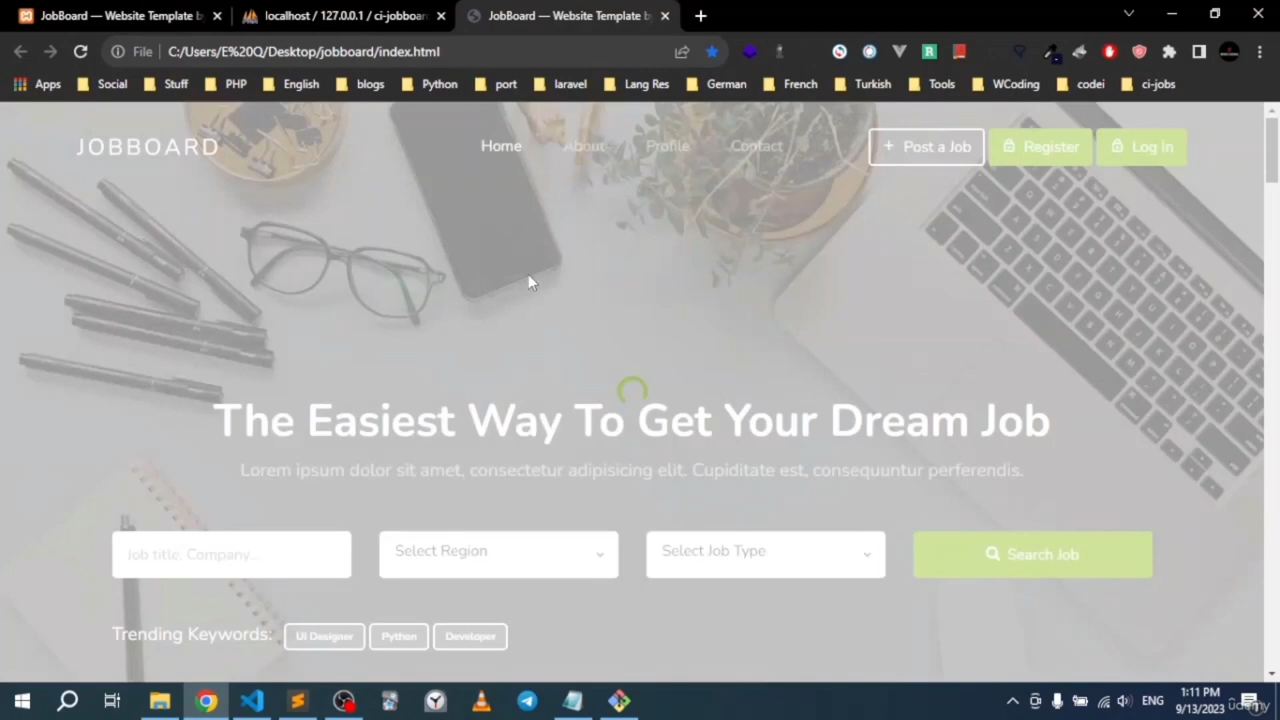 JobBoard — Website Template by
localhost / 127.0.0.1 / ci-jobboar
JobBoard — Website Template by
File
C:/Users/E%20Q/Desktop/jobboard/index.html
Apps
Social
Stuff
PHP
English
blogs
Python
port
laravel
Lang Res
German
French
Turkish
Tools
WCoding
codei
ci-jobs
JOBBOARD
Home
About
Profile
Contact
+ Post a Job
Register
Log In
The Easiest Way To Get Your Dream Job
Lorem ipsum dolor sit amet, consectetur adipisicing elit. Cupiditate est, consequuntur perferendis.
Job title, Company...
Select Region
Select Job Type
Search Job
Trending Keywords:
UI Designer
Python
Developer
ENG
1:11 PM
9/13/2023
udemy